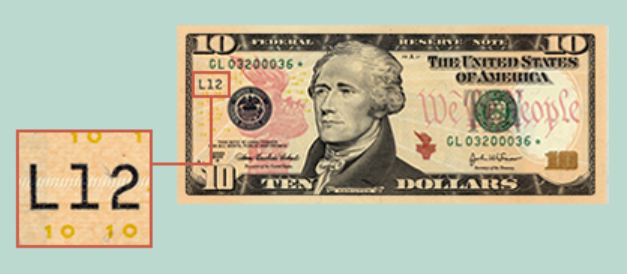 10 FEDERAL RESERVE NOTE 10
GL 03200036 *
THE UNITED STATES
OF AMERICA
L12
We the People
GL 03200036 *
10
TEN DOLLARS
10
10
L12
10 10